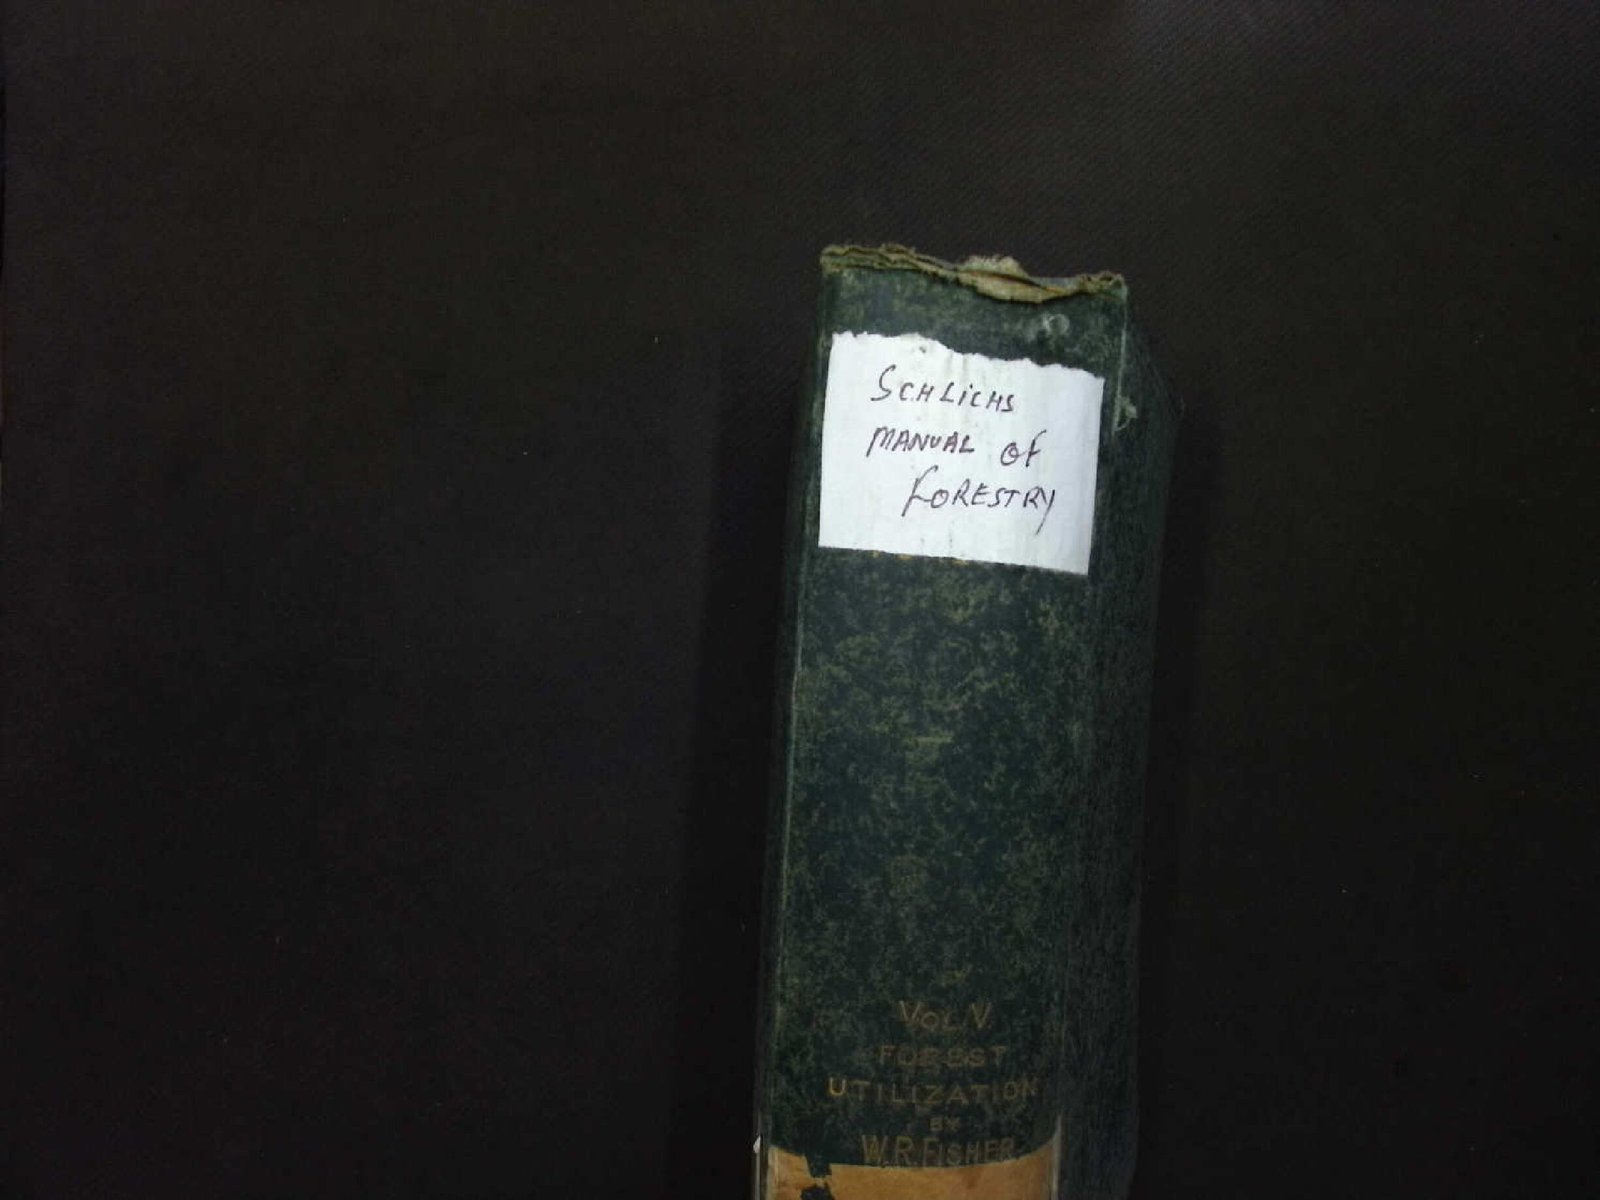 SCHLICHS
MANUAL OF
FORESTRY
VOL. V.
FOREST
UTILIZATION
BY
W.R. FISHER